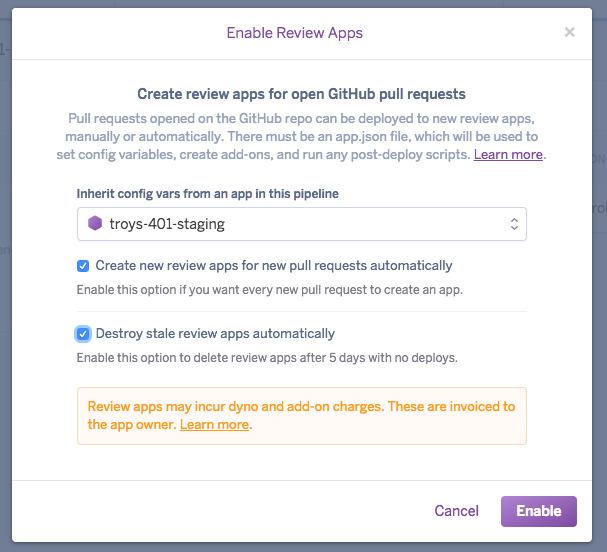 Enable Review Apps
×
Create review apps for open GitHub pull requests
Pull requests opened on the GitHub repo can be deployed to new review apps,
manually or automatically. There must be an app.json file, which will be used to
set config variables, create add-ons, and run any post-deploy scripts. Learn more.
Inherit config vars from an app in this pipeline
troys-401-staging
Create new review apps for new pull requests automatically
Enable this option if you want every new pull request to create an app.
Destroy stale review apps automatically
Enable this option to delete review apps after 5 days with no deploys.
Review apps may incur dyno and add-on charges. These are invoiced to
the app owner. Learn more.
Cancel
Enable